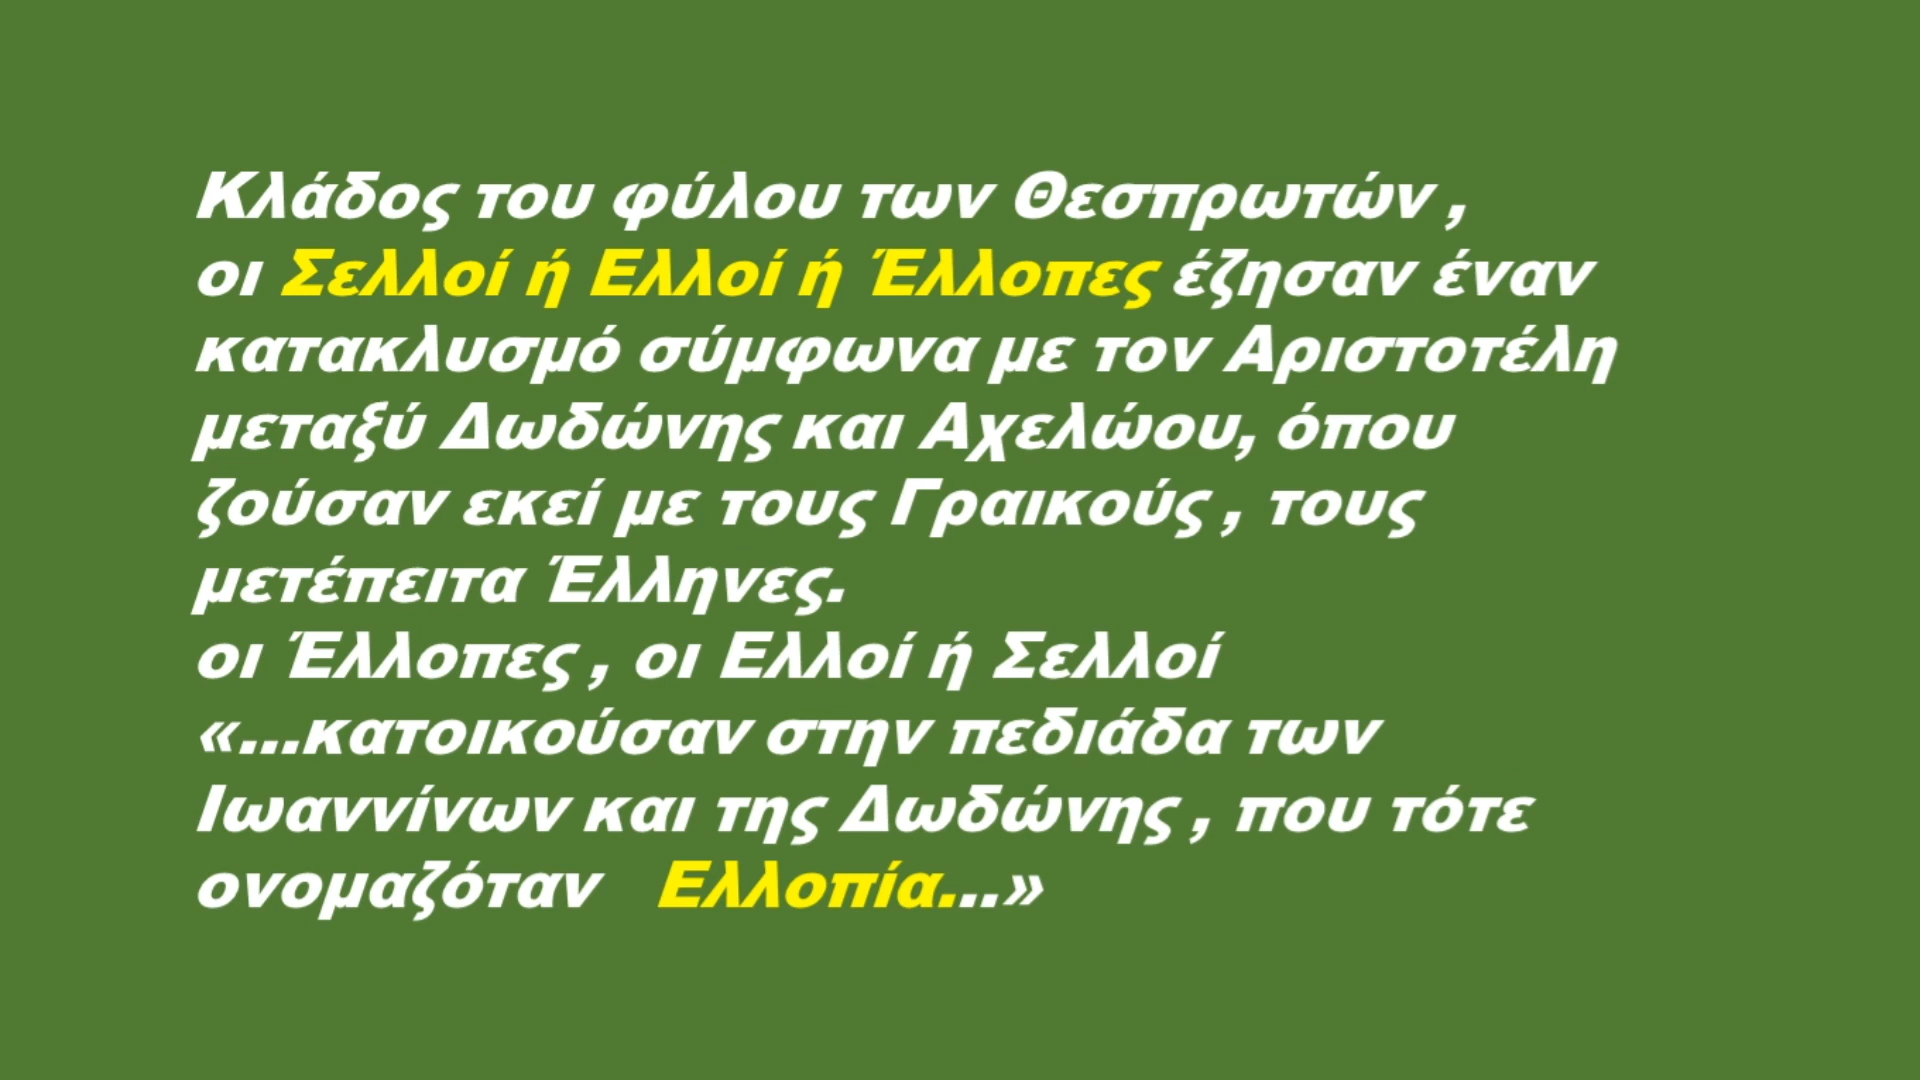 Κλάδος του φύλου των Θεσπρωτών ,
οι Σελλοί ή Ελλοί ή Έλλοπες έζησαν έναν
κατακλυσμό σύμφωνα με τον Αριστοτέλη
μεταξύ Δωδώνης και Αχελώου, όπου
ζούσαν εκεί με τους Γραικούς , τους
μετέπειτα Έλληνες.
οι Έλλοπες , οι Ελλοί ή Σελλοί
«...κατοικούσαν στην πεδιάδα των
Ιωαννίνων και της Δωδώνης , που τότε
ονομαζόταν   Ελλοπία...»